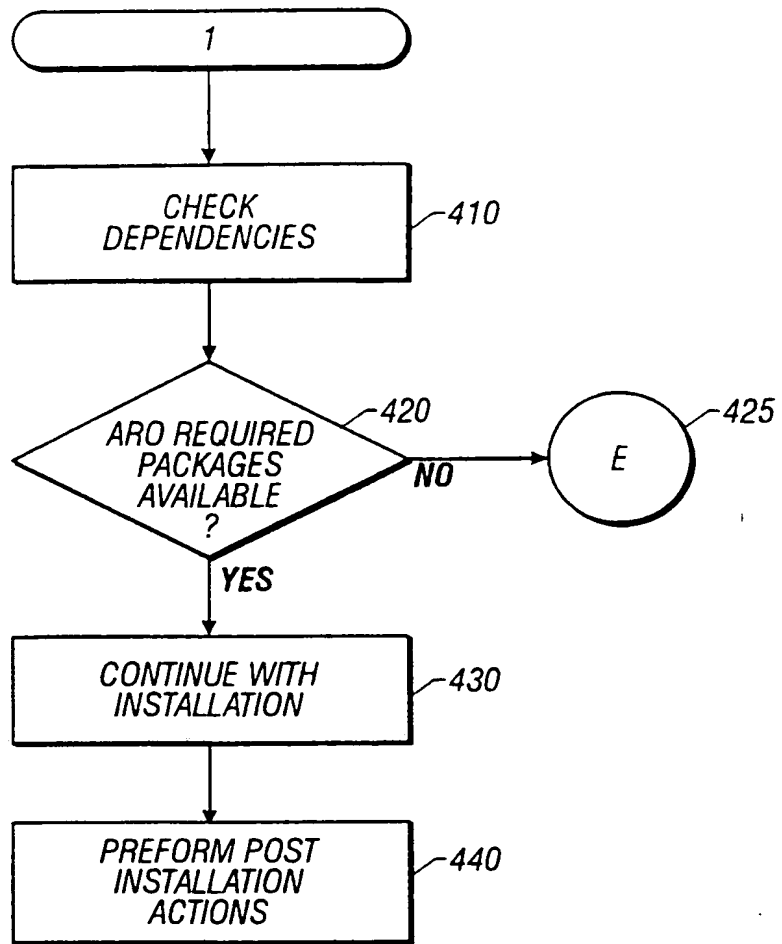 1
CHECK
DEPENDENCIES
410
ARO REQUIRED
PACKAGES
AVAILABLE
?
420
NO
E
425
YES
CONTINUE WITH
INSTALLATION
430
PREFORM POST
INSTALLATION
ACTIONS
440